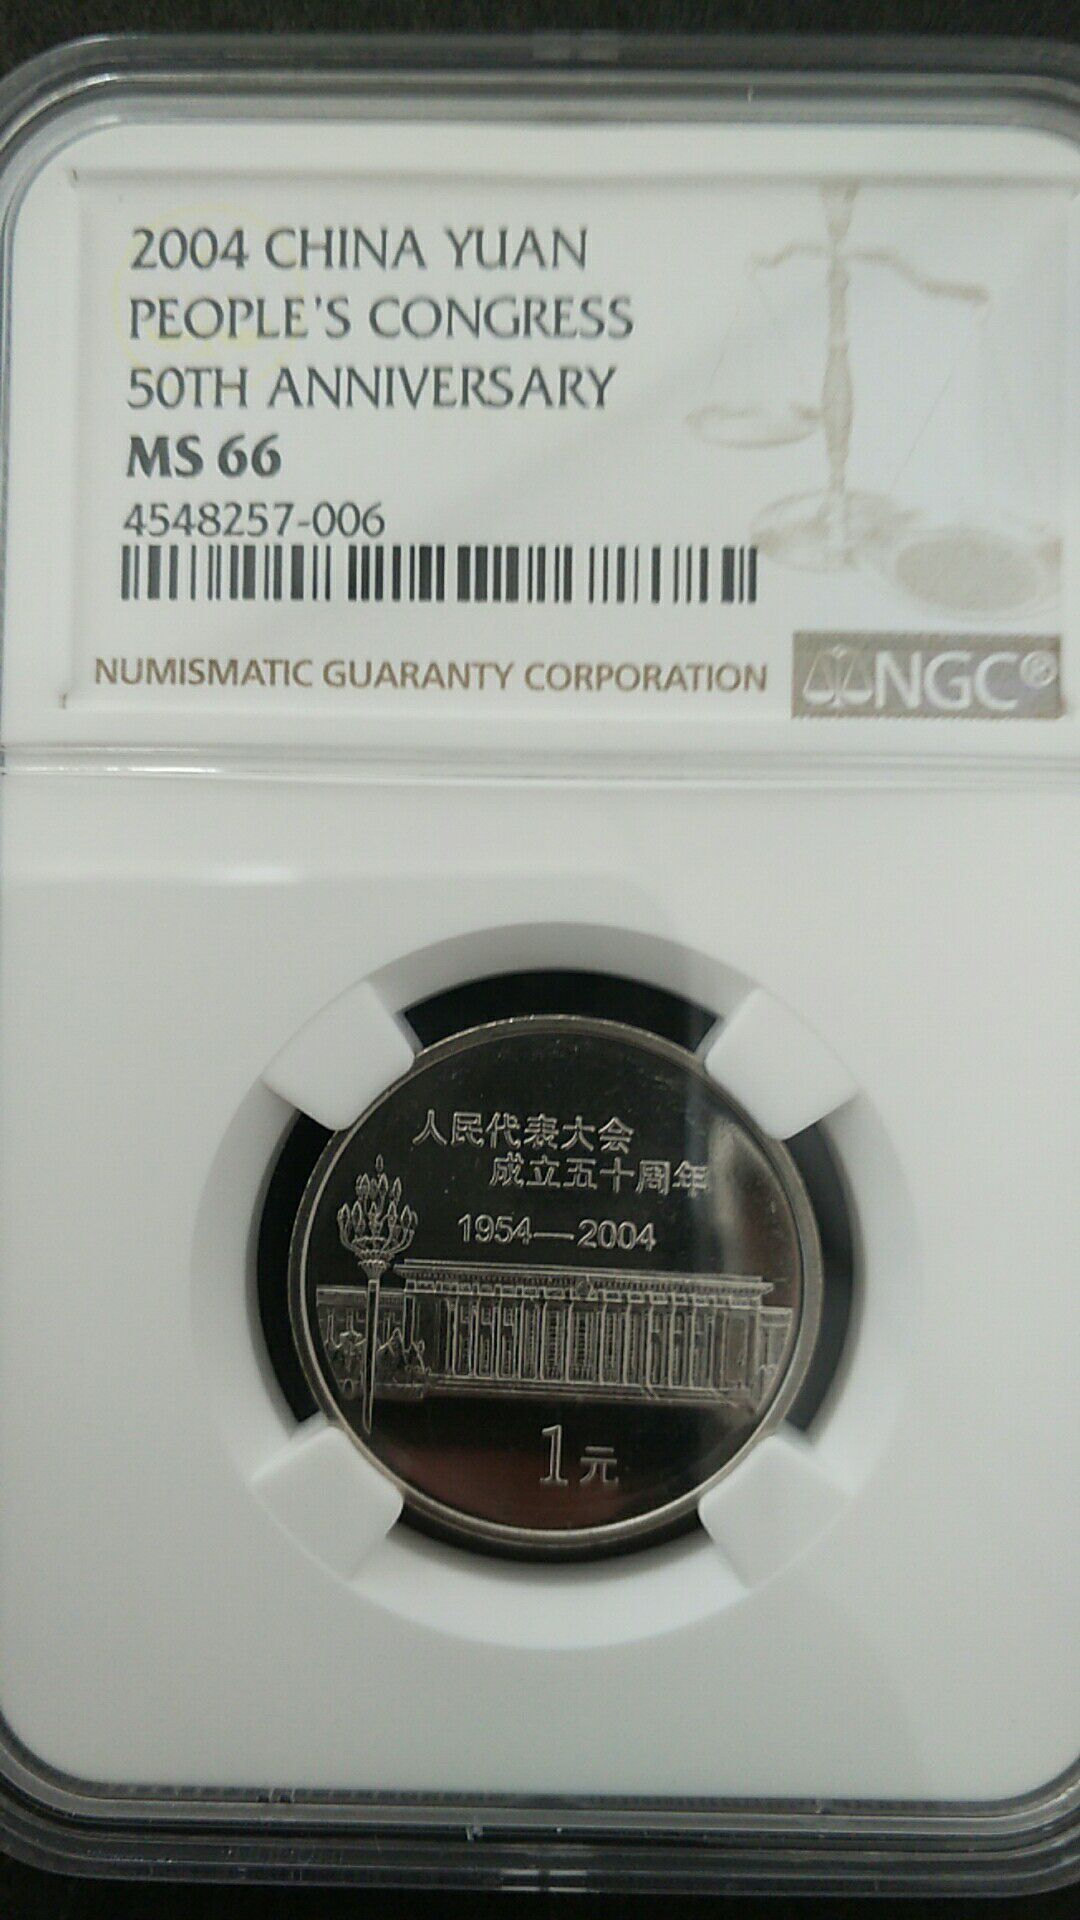 2004 CHINA YUAN
PEOPLE'S CONGRESS
50TH ANNIVERSARY
MS 66
4548257-006
NUMISMATIC GUARANTY CORPORATION NGC®
人民代表大会
成立五十周年
1954—2004
1元